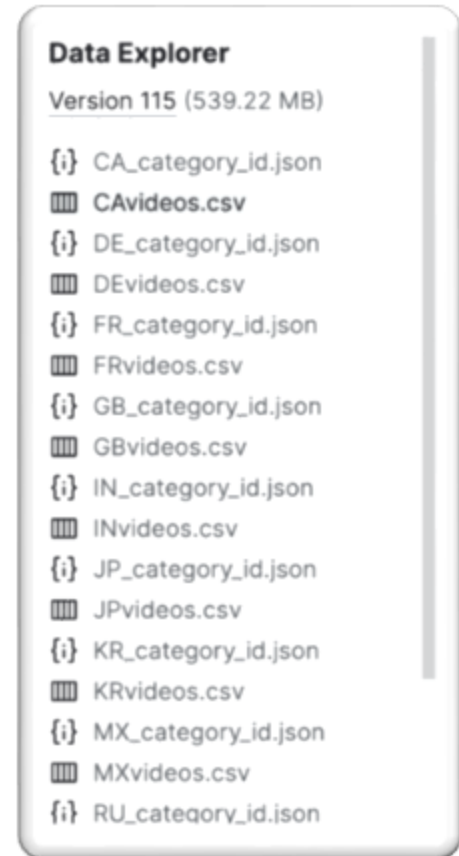 Data Explorer
Version 115 (539.22 MB)
CA_category_id.json
CAvideos.csv
DE_category_id.json
DEvideos.csv
FR_category_id.json
FRvideos.csv
GB_category_id.json
GBvideos.csv
IN_category_id.json
INvideos.csv
JP_category_id.json
JPvideos.csv
KR_category_id.json
KRvideos.csv
MX_category_id.json
MXvideos.csv
RU_category_id.json